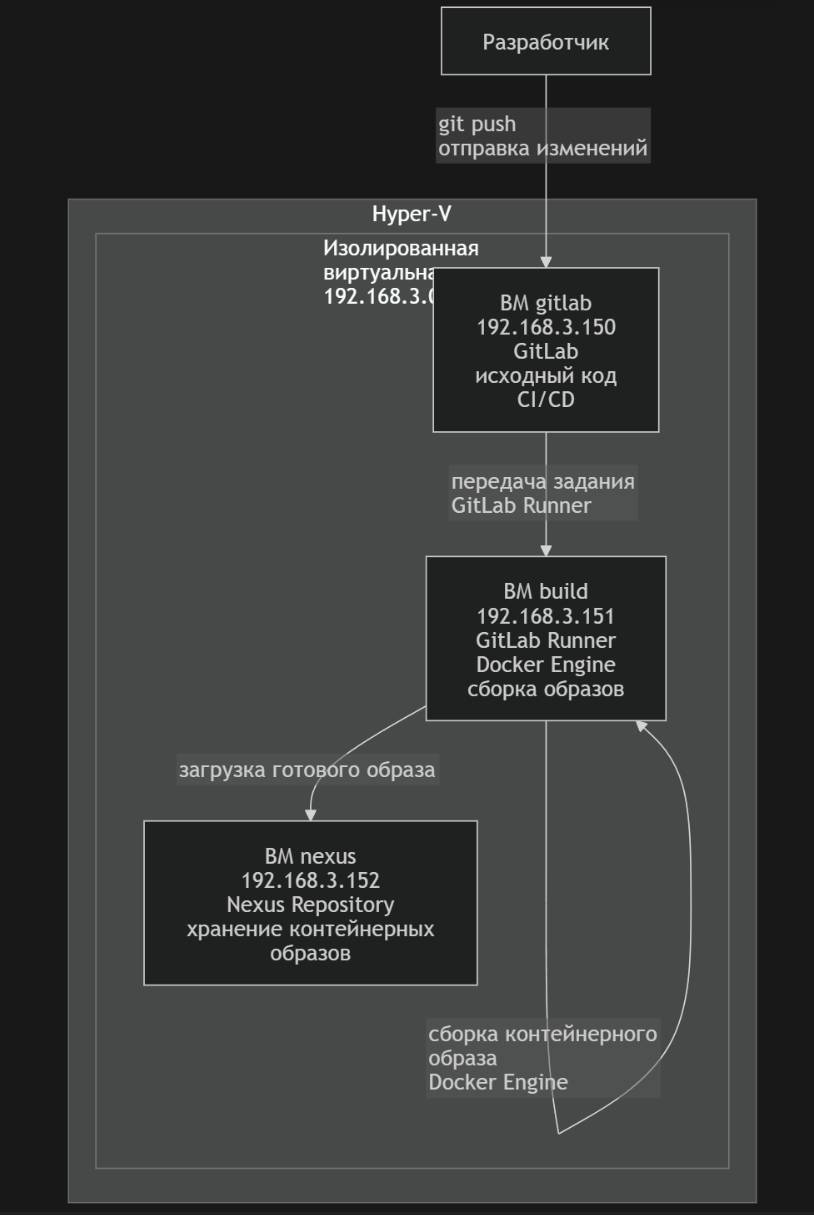 Разработчик
git push
отправка изменений
Hyper-V
Изолированная
192.168.3.150
ВМ gitlab
192.168.3.150
GitLab
исходный код
CI/CD
передача задания
GitLab Runner
ВМ build
192.168.3.151
GitLab Runner
Docker Engine
сборка образов
загрузка готового образа
ВМ nexus
192.168.3.152
Nexus Repository
хранение контейнерных
образов
сборка контейнерного
образа
Docker Engine